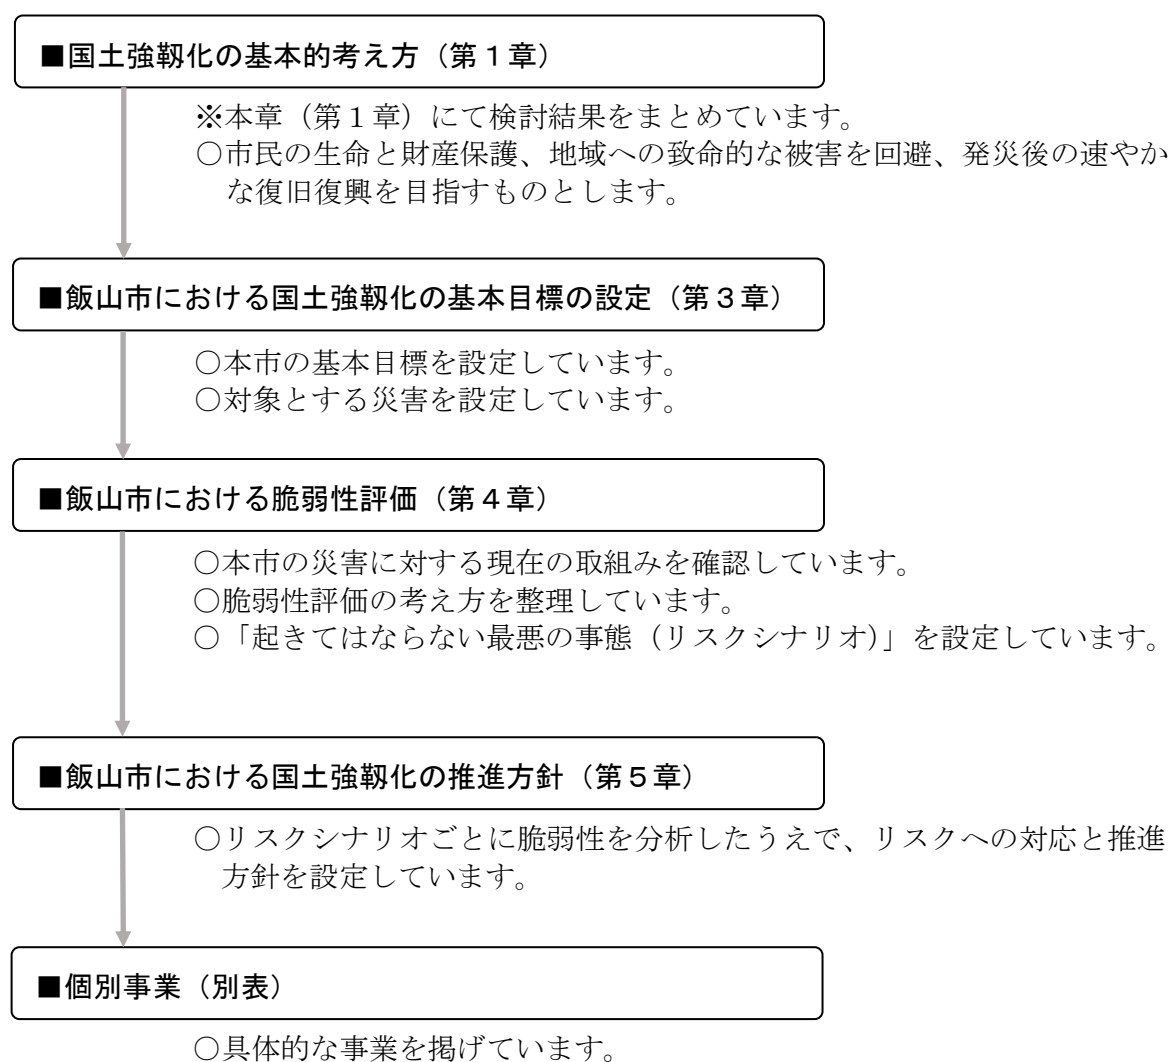 ■国土強靱化の基本的考え方（第１章）
※本章（第１章）にて検討結果をまとめています。
○市民の生命と財産保護、地域への致命的な被害を回避、発災後の速やか
な復旧復興を目指すものとします。
■飯山市における国土強靱化の基本目標の設定（第３章）
○本市の基本目標を設定しています。
○対象とする災害を設定しています。
■飯山市における脆弱性評価（第４章）
○本市の災害に対する現在の取組みを確認しています。
○脆弱性評価の考え方を整理しています。
○「起きてはならない最悪の事態（リスクシナリオ）」を設定しています。
■飯山市における国土強靱化の推進方針（第５章）
○リスクシナリオごとに脆弱性を分析したうえで、リスクへの対応と推進
方針を設定しています。
■個別事業（別表）
○具体的な事業を掲げています。